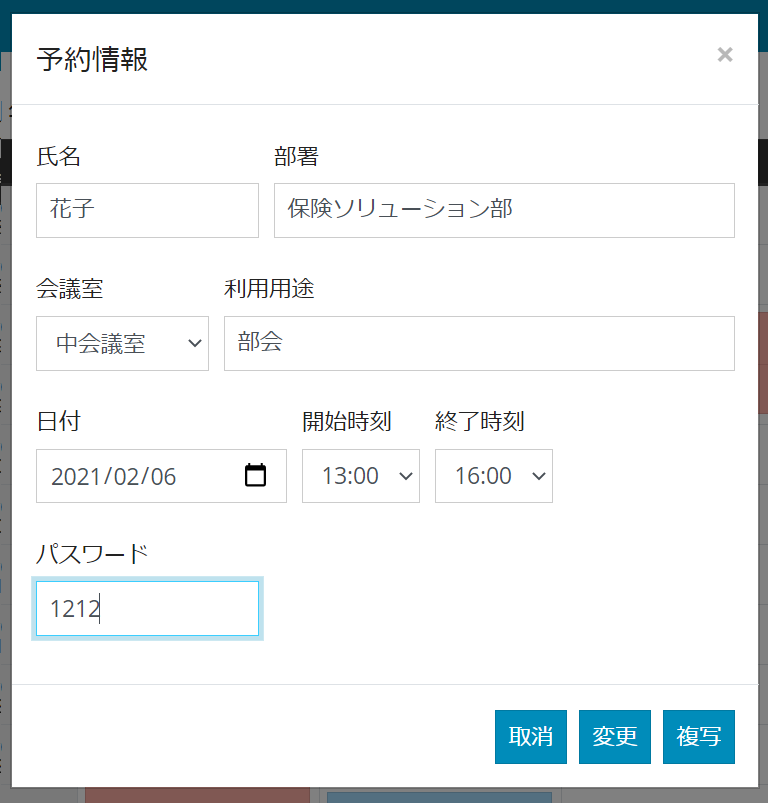 予約情報
×
氏名 部署
花子 保険ソリューション部
会議室 利用用途
中会議室 部会
日付 開始時刻 終了時刻
2021/02/06 13:00 16:00
パスワード
1212
取消 変更 複写